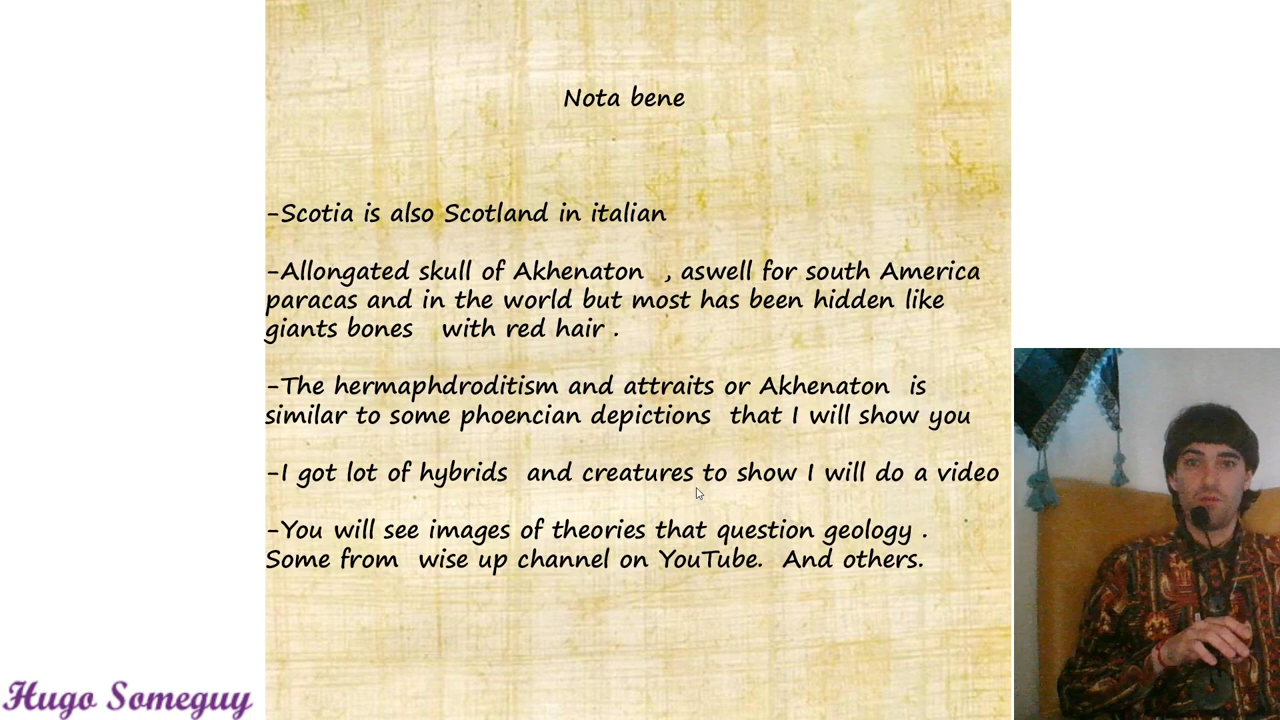 Nota bene
-Scotia is also Scotland in italian
-Allongated skull of Akhenaton , aswell for south America
paracas and in the world but most has been hidden like
giants bones with red hair .
-The hermaphdroditism and attraits or Akhenaton is
similar to some phoencian depictions that I will show you
-I got lot of hybrids and creatures to show I will do a video
-You will see images of theories that question geology .
Some from wise up channel on YouTube. And others.
Hugo Someguy